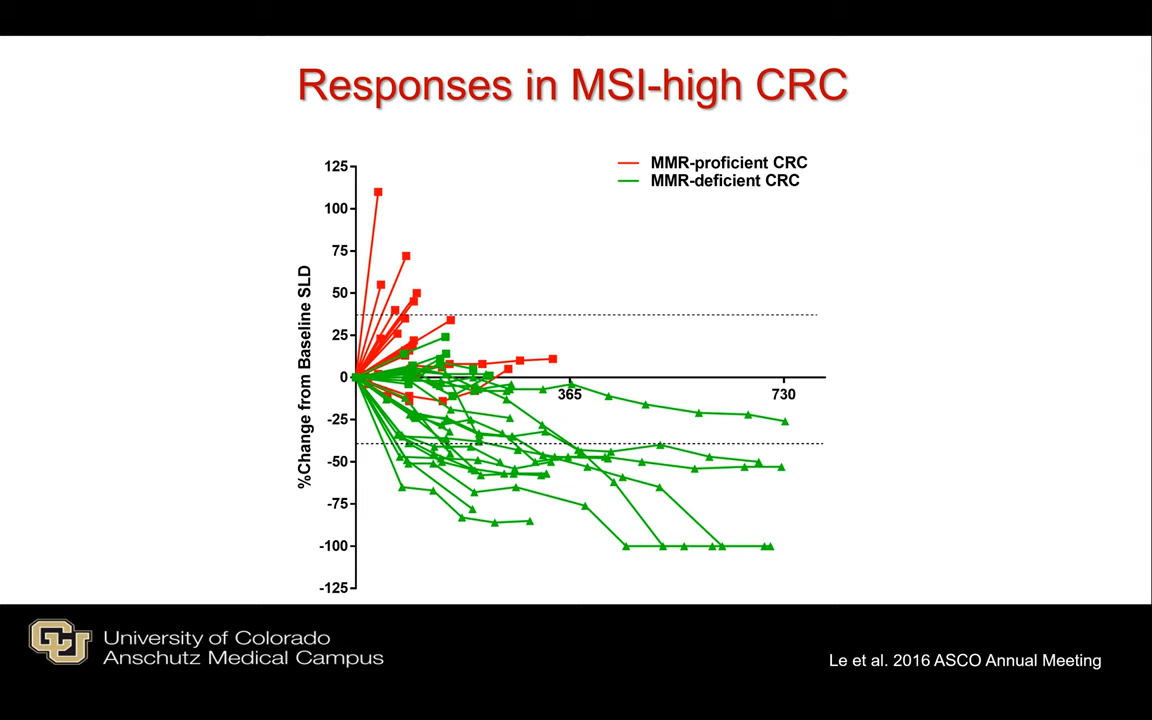 Responses in MSI-high CRC
MMR-proficient CRC
MMR-deficient CRC
125
100
75
50
25
0
-25
-50
-75
-100
-125
%Change from Baseline SLD
365
730
CU
University of Colorado
Anschutz Medical Campus
Le et al. 2016 ASCO Annual Meeting